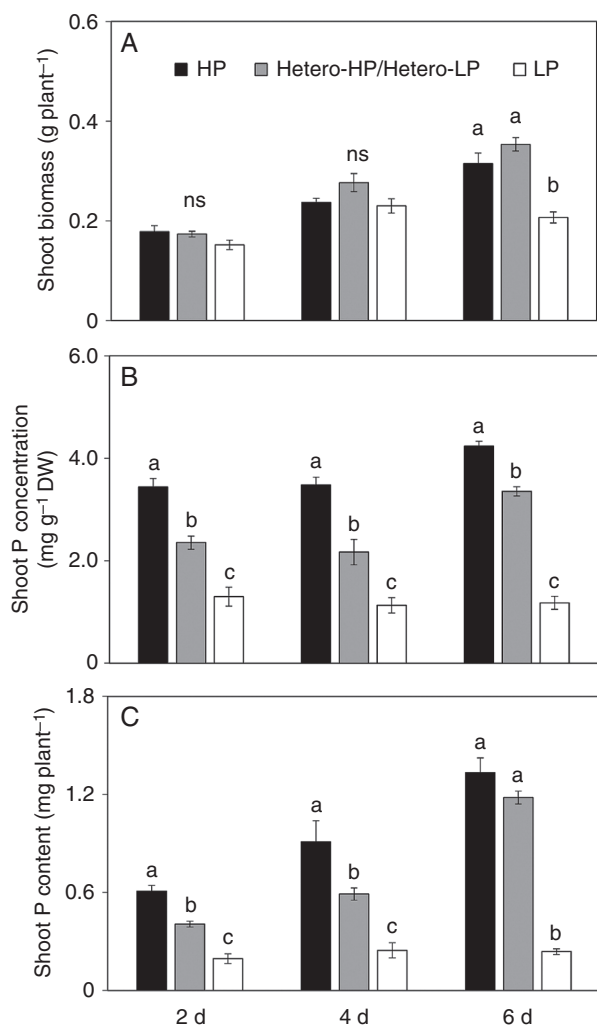 0.6
A
HP Hetero-HP/Hetero-LP LP
Shoot biomass (g plant⁻¹)
0.4
0.2
0
ns
ns
a a b
6.0
B
Shoot P concentration
(mg g⁻¹ DW)
4.0
2.0
0
a b c
a b c
a b c
1.8
C
Shoot P content (mg plant⁻¹)
1.2
0.6
0
a b c
a b c
a a b
2 d 4 d 6 d